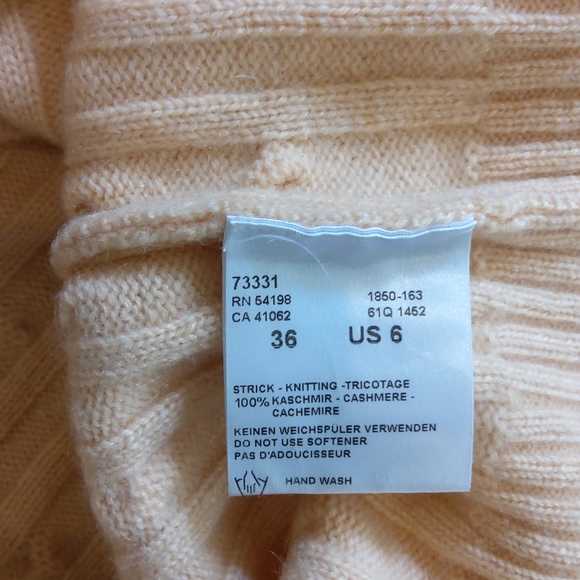 73331
RN 54198 1850-163
CA 41062 61Q 1452
36 US 6
STRICK - KNITTING -TRICOTAGE
100% KASCHMIR - CASHMERE -
CACHEMIRE
KEINEN WEICHSPÜLER VERWENDEN
DO NOT USE SOFTENER
PAS D'ADOUCISSEUR
HAND WASH